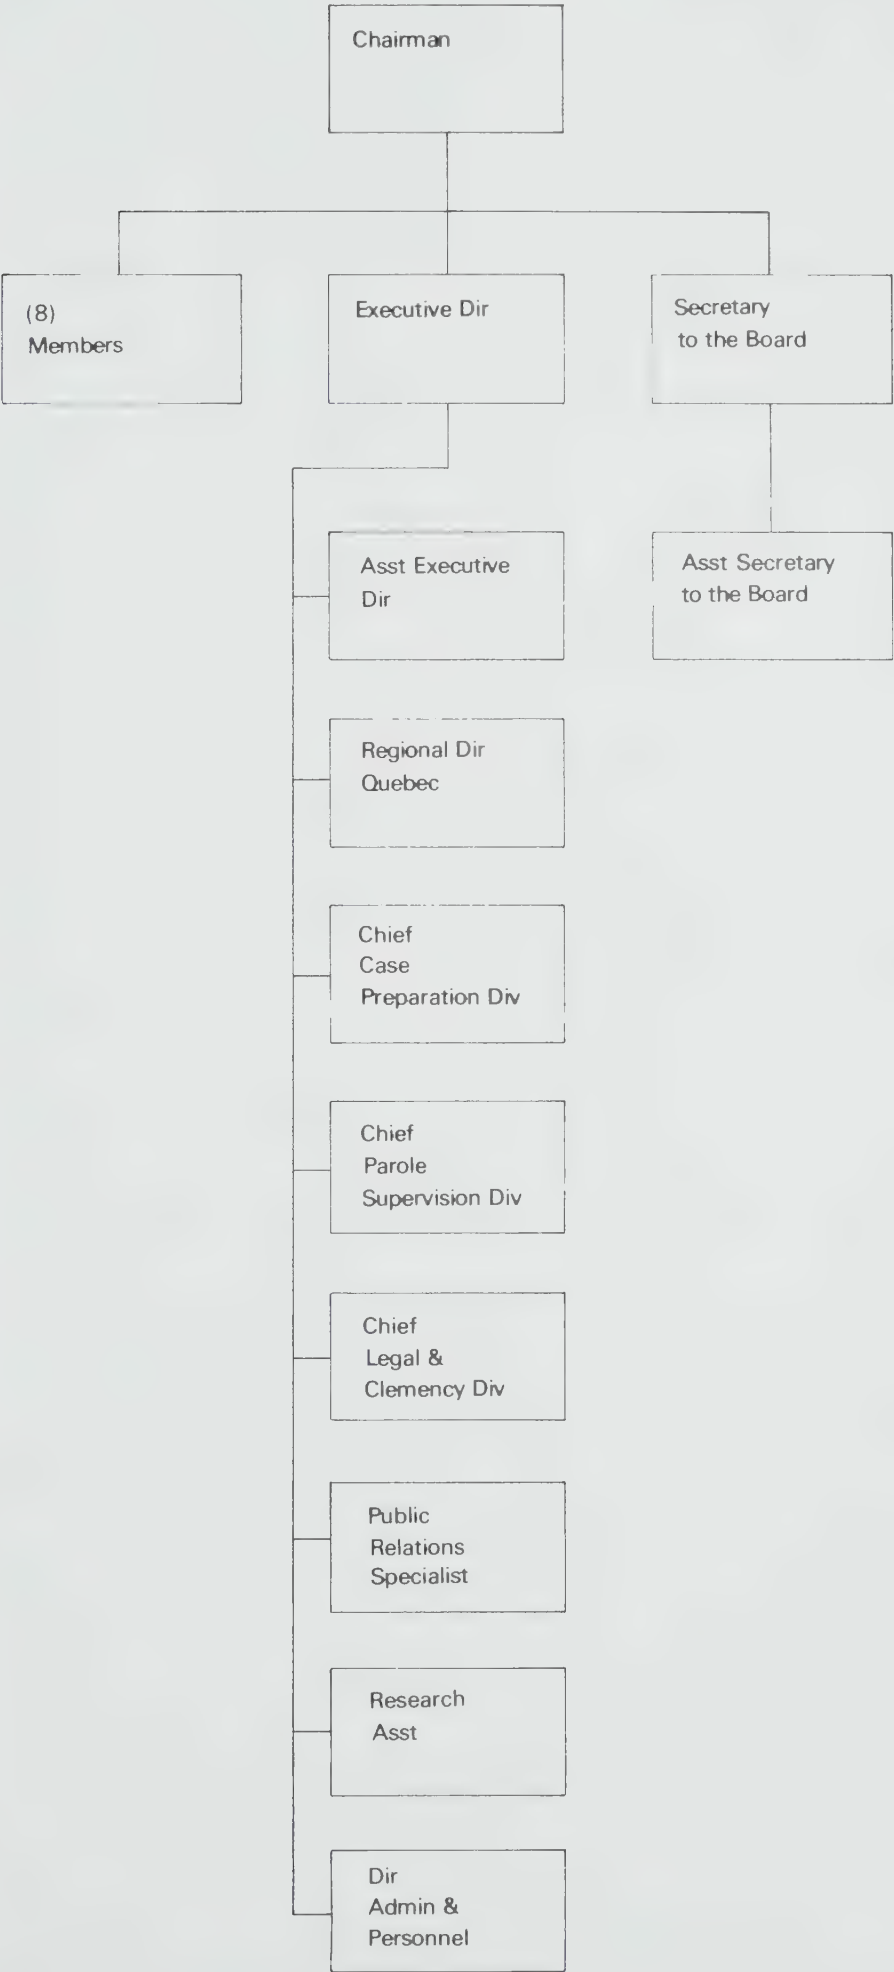 Chairman
(8)
Members
Executive Dir
Secretary
to the Board
Asst Executive
Dir
Asst Secretary
to the Board
Regional Dir
Quebec
Chief
Case
Preparation Div
Chief
Parole
Supervision Div
Chief
Legal &
Clemency Div
Public
Relations
Specialist
Research
Asst
Dir
Admin &
Personnel